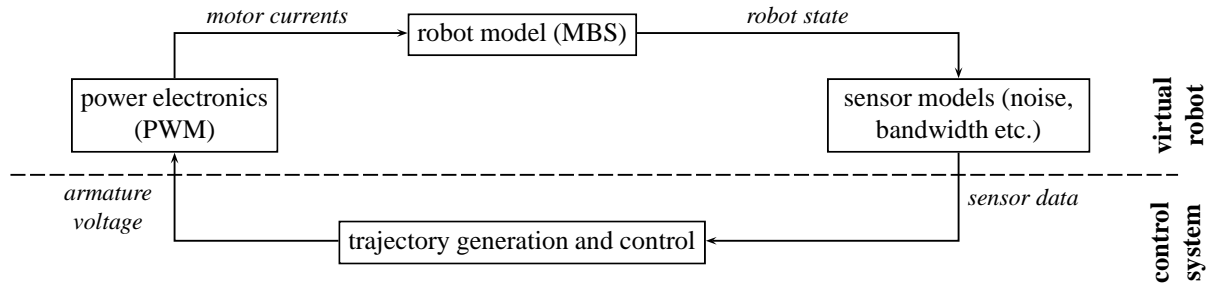 motor currents
robot model (MBS)
robot state
power electronics
(PWM)
sensor models (noise,
bandwidth etc.)
virtual
robot
armature
voltage
sensor data
trajectory generation and control
control
system